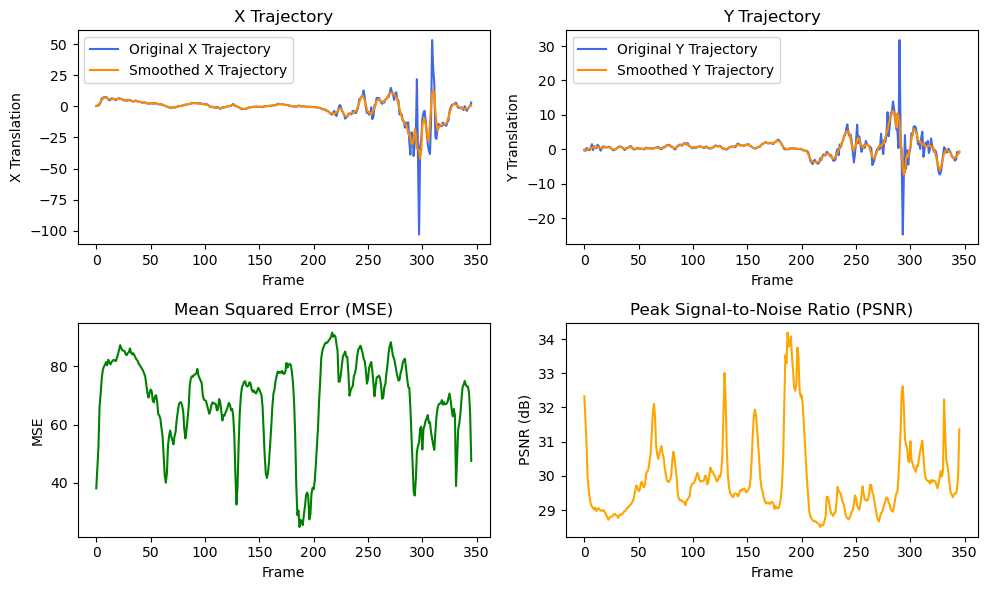 X Trajectory
Original X Trajectory
Smoothed X Trajectory
X Translation
50
25
0
−25
−50
−75
−100
0 50 100 150 200 250 300 350
Frame
Y Trajectory
Original Y Trajectory
Smoothed Y Trajectory
Y Translation
30
20
10
0
−10
−20
0 50 100 150 200 250 300 350
Frame
Mean Squared Error (MSE)
MSE
80
60
40
0 50 100 150 200 250 300 350
Frame
Peak Signal-to-Noise Ratio (PSNR)
PSNR (dB)
34
33
32
31
30
29
0 50 100 150 200 250 300 350
Frame